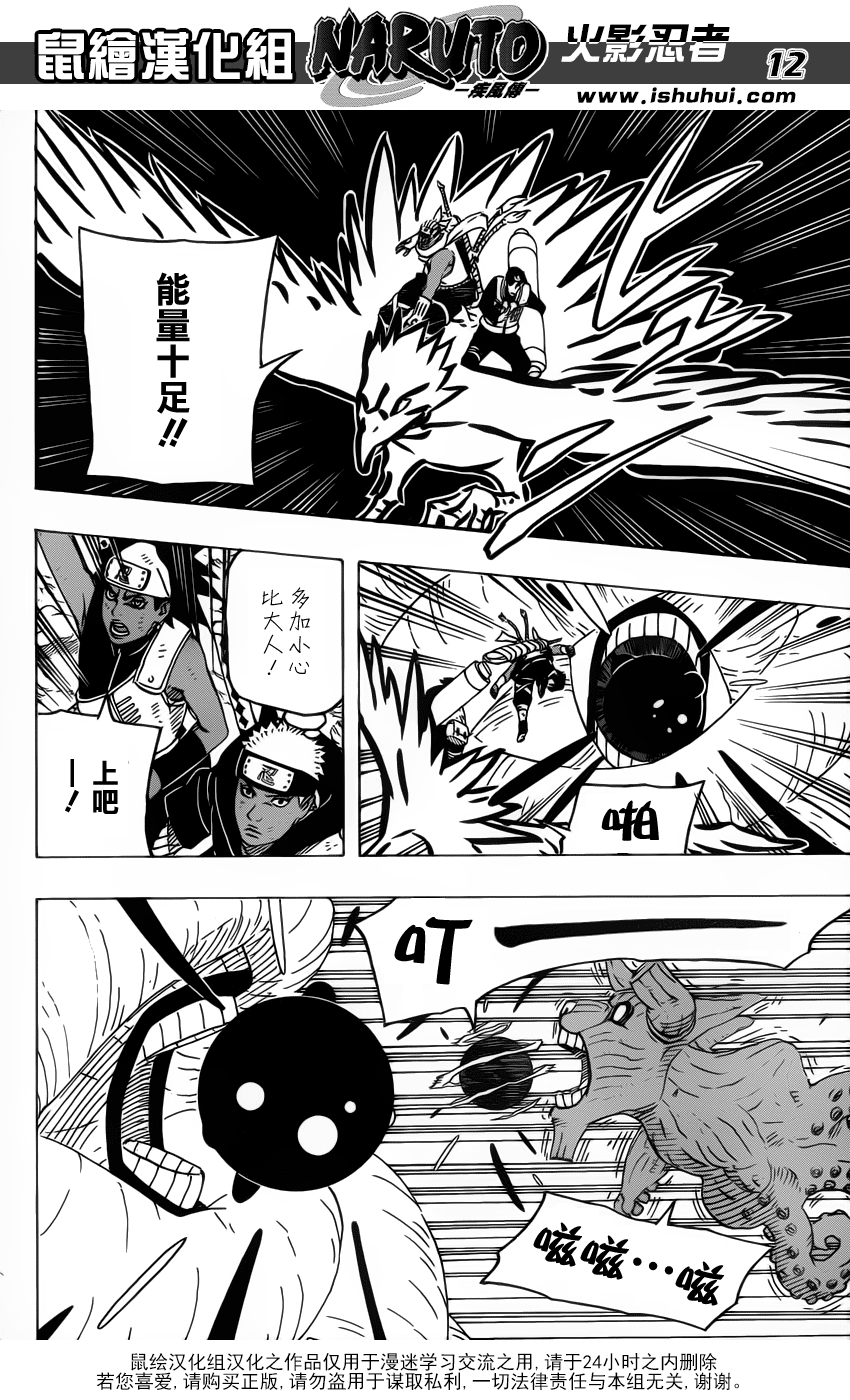 鼠繪漢化組
NARUTO
-疾風傳-
火影忍者
12
www.ishuhui.com
能量十足!!
多加小心
比大人!
上吧
—!
啪
叮——
嗞嗞···嗞
忍
鼠绘汉化组汉化之作品仅用于漫迷学习交流之用,请于24小时之内删除
若您喜爱,请购买正版,请勿盗用于谋取私利,一切法律责任与本组无关,谢谢。